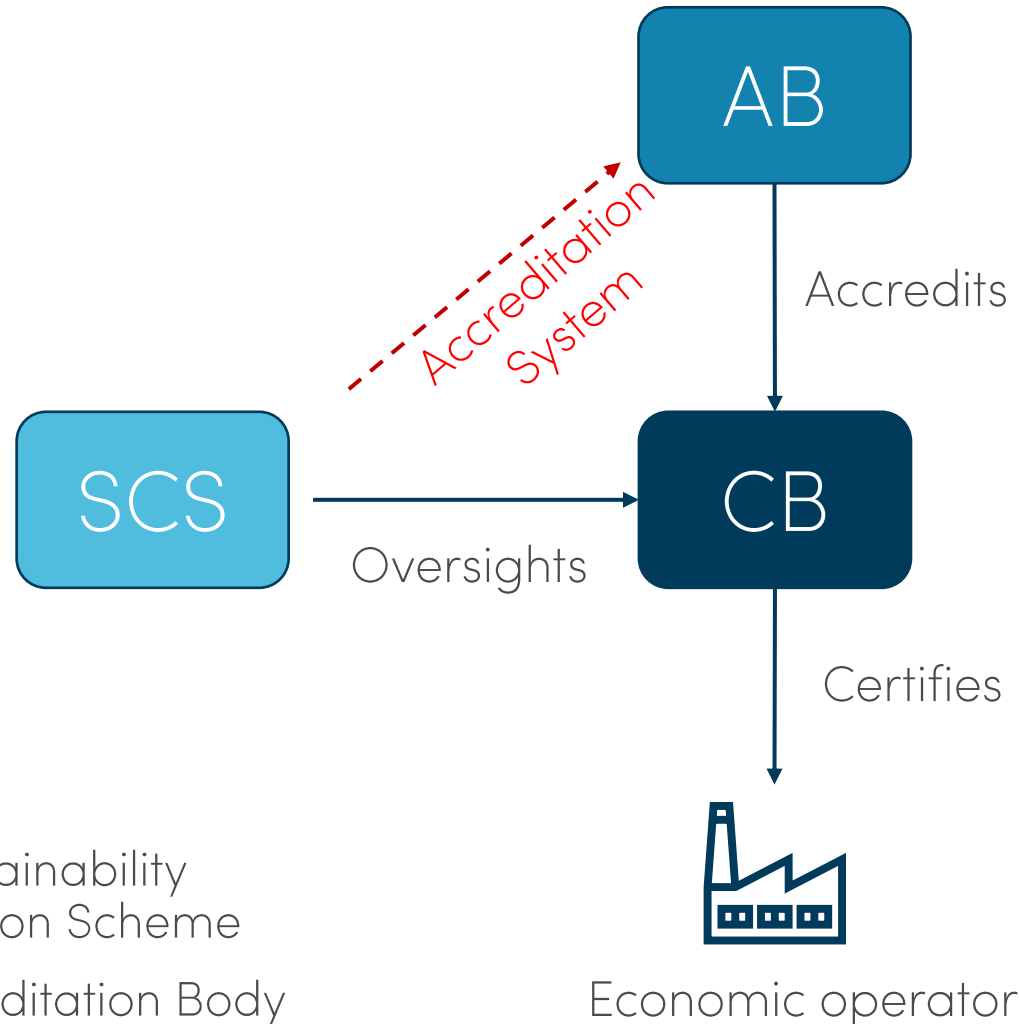 AB
Accreditation
System
Accredits
SCS
CB
Oversights
Certifies
ainability
on Scheme
ditation Body
Economic operator